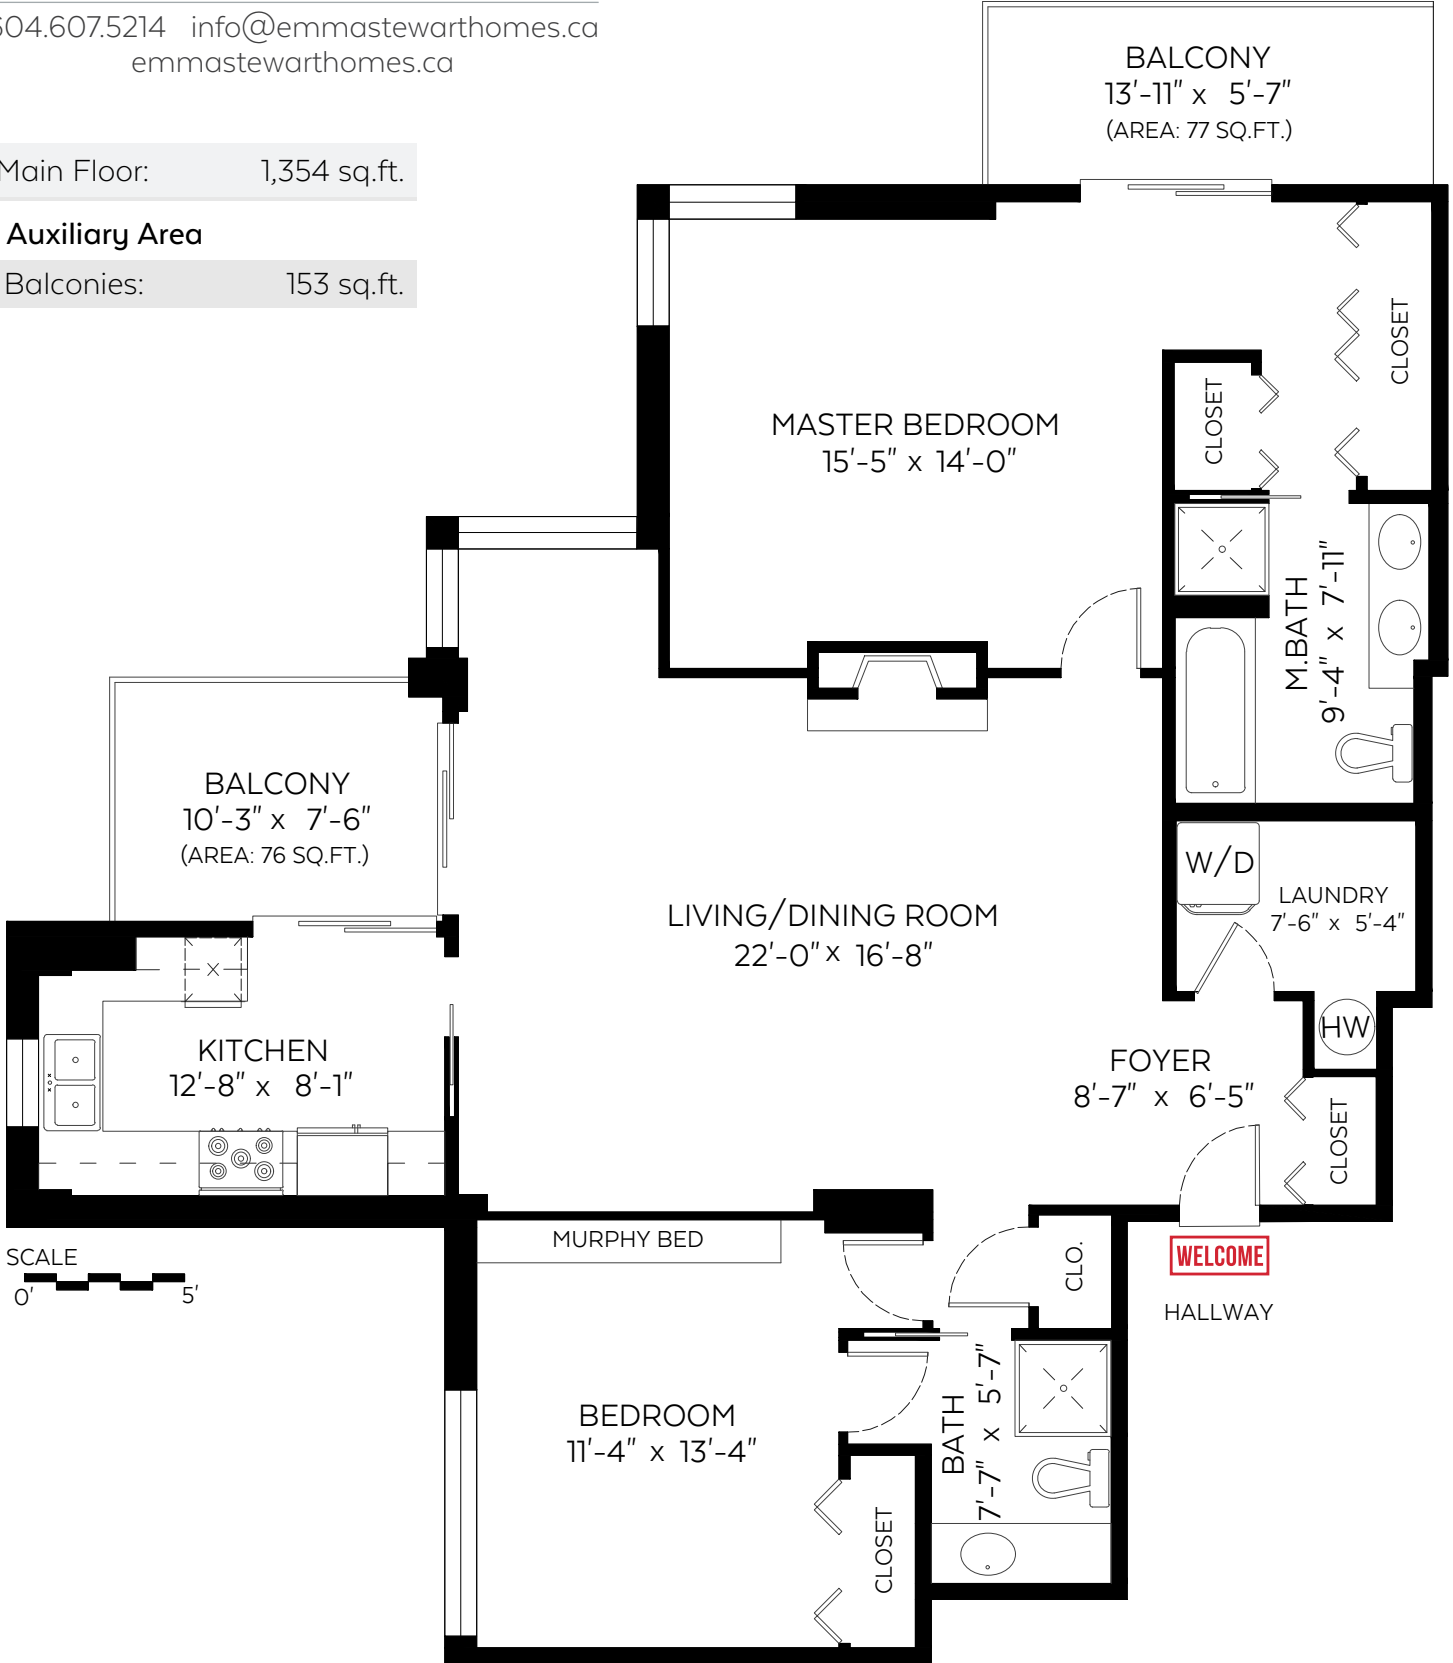 604.607.5214 info@emmastewarthomes.ca
emmastewarthomes.ca
Main Floor: 1,354 sq.ft.
Auxiliary Area
Balconies: 153 sq.ft.
BALCONY
13'-11" x 5'-7"
(AREA: 77 SQ.FT.)
CLOSET
CLOSET
MASTER BEDROOM
15'-5" x 14'-0"
M.BATH
9'-4" x 7'-11"
BALCONY
10'-3" x 7'-6"
(AREA: 76 SQ.FT.)
W/D
LAUNDRY
7'-6" x 5'-4"
LIVING/DINING ROOM
22'-0" x 16'-8"
HW
KITCHEN
12'-8" x 8'-1"
FOYER
8'-7" x 6'-5"
CLOSET
MURPHY BED
CLO.
WELCOME
HALLWAY
SCALE
0' 5'
BEDROOM
11'-4" x 13'-4"
BATH
7'-7" x 5'-7"
CLOSET